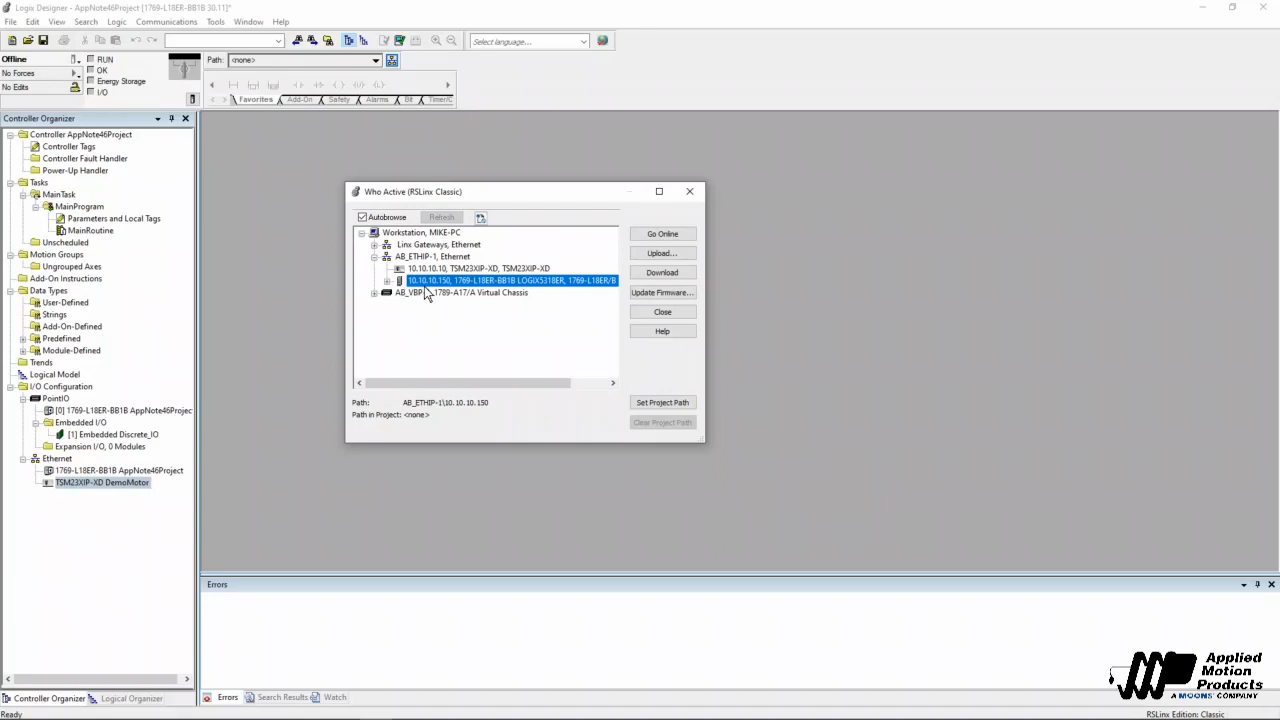 Logix Designer - AppNote46Project [1769-L18ER-BB1B 30.11]*
File Edit View Search Logic Communications Tools Window Help
Select language...
Offline
RUN
Path: <none>
No Forces
OK
Energy Storage
No Edits
I/O
Favorites Add-On Safety Alarms Bit Timer/C
Controller Organizer
Controller AppNote46Project
Controller Tags
Controller Fault Handler
Power-Up Handler
Tasks
MainTask
MainProgram
Parameters and Local Tags
MainRoutine
Unscheduled
Motion Groups
Ungrouped Axes
Add-On Instructions
Data Types
User-Defined
Strings
Add-On-Defined
Predefined
Module-Defined
Trends
Logical Model
I/O Configuration
PointIO
[0] 1769-L18ER-BB1B AppNote46Projec
Embedded I/O
[1] Embedded Discrete_IO
Expansion I/O, 0 Modules
Ethernet
1769-L18ER-BB1B AppNote46Project
TSM23XIP-XD DemoMotor
Controller Organizer Logical Organizer
Who Active (RSLinx Classic)
Autobrowse Refresh
Workstation, MIKE-PC
Linx Gateways, Ethernet
AB_ETHIP-1, Ethernet
10.10.10.10, TSM23XIP-XD, TSM23XIP-XD
10.10.10.150, 1769-L18ER-BB1B LOGIX5318ER, 1769-L18ER/B
AB_VBP 1789-A17/A Virtual Chassis
Go Online
Upload...
Download
Update Firmware...
Close
Help
Path: AB_ETHIP-1\10.10.10.150
Path in Project: <none>
Set Project Path
Clear Project Path
Errors
Errors Search Results Watch
Applied
Motion
Products
A MOONS' COMPANY
Ready
RSLinx Edition: Classic